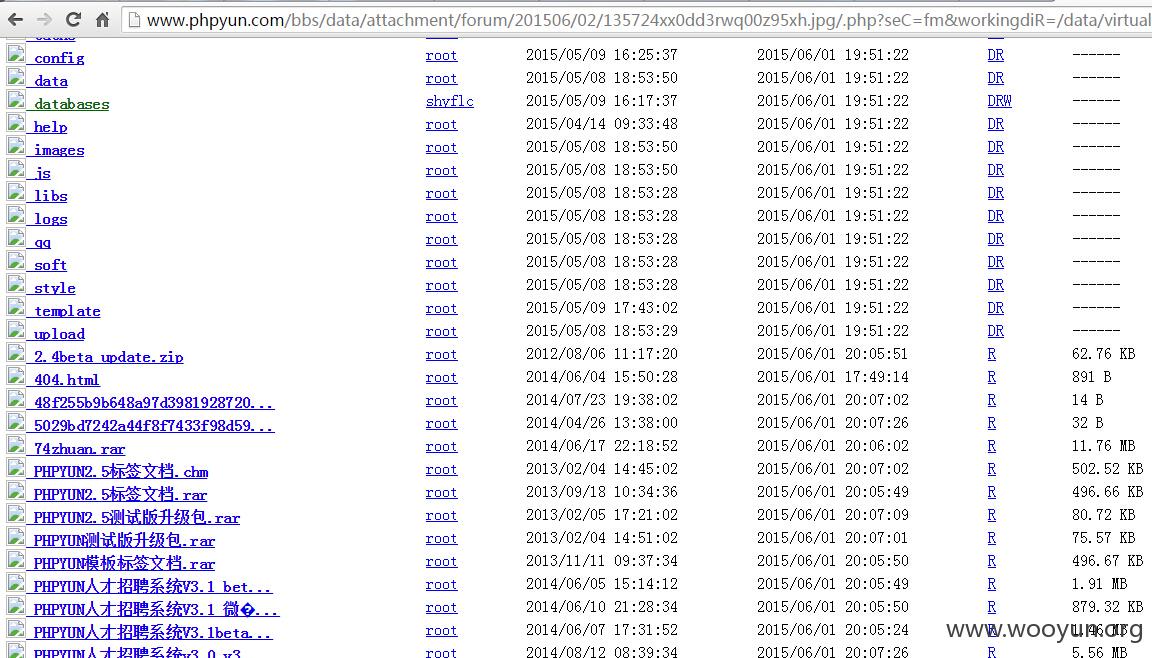 www.phpyun.com/bbs/data/attachment/forum/201506/02/135724xx0dd3rwq00z95xh.jpg/.php?seC=fm&workingdiR=/data/virtual
config root 2015/05/09 16:25:37 2015/06/01 19:51:22 DR ------
data root 2015/05/08 18:53:50 2015/06/01 19:51:22 DR ------
databases shyflc 2015/05/09 16:17:37 2015/06/01 19:51:22 DRW ------
help root 2015/04/14 09:33:48 2015/06/01 19:51:22 DR ------
images root 2015/05/08 18:53:50 2015/06/01 19:51:22 DR ------
js root 2015/05/08 18:53:50 2015/06/01 19:51:22 DR ------
libs root 2015/05/08 18:53:28 2015/06/01 19:51:22 DR ------
logs root 2015/05/08 18:53:28 2015/06/01 19:51:22 DR ------
qq root 2015/05/08 18:53:28 2015/06/01 19:51:22 DR ------
soft root 2015/05/08 18:53:28 2015/06/01 19:51:22 DR ------
style root 2015/05/08 18:53:28 2015/06/01 19:51:22 DR ------
template root 2015/05/09 17:43:02 2015/06/01 19:51:22 DR ------
upload root 2015/05/08 18:53:29 2015/06/01 19:51:22 DR ------
2.4beta update.zip root 2012/08/06 11:17:20 2015/06/01 20:05:51 R 62.76 KB
404.html root 2014/06/04 15:50:28 2015/06/01 17:49:14 R 891 B
48f255b9b648a97d3981928720... root 2014/07/23 19:38:02 2015/06/01 20:07:02 R 14 B
5029bd7242a44f8f7433f98d59... root 2014/04/26 13:38:00 2015/06/01 20:07:26 R 32 B
74zhuan.rar root 2014/06/17 22:18:52 2015/06/01 20:06:02 R 11.76 MB
PHPYUN2.5标签文档.chm root 2013/02/04 14:45:02 2015/06/01 20:07:02 R 502.52 KB
PHPYUN2.5标签文档.rar root 2013/09/18 10:34:36 2015/06/01 20:05:49 R 496.66 KB
PHPYUN2.5测试版升级包.rar root 2013/02/05 17:21:02 2015/06/01 20:07:09 R 80.72 KB
PHPYUN测试版升级包.rar root 2013/02/04 14:51:02 2015/06/01 20:07:01 R 75.57 KB
PHPYUN模板标签文档.rar root 2013/11/11 09:37:34 2015/06/01 20:05:50 R 496.67 KB
PHPYUN人才招聘系统V3.1 bet... root 2014/06/05 15:14:12 2015/06/01 20:05:49 R 1.91 MB
PHPYUN人才招聘系统V3.1 微�... root 2014/06/10 21:28:34 2015/06/01 20:05:50 R 879.32 KB
PHPYUN人才招聘系统V3.1beta... root 2014/06/07 17:31:52 2015/06/01 20:05:24 R 1.46 MB
www.wooyun.org
PHPYUN人才招聘系统v3.0 v3 root 2014/08/12 08:39:34 2015/06/01 20:07:26 R 5.56 MB